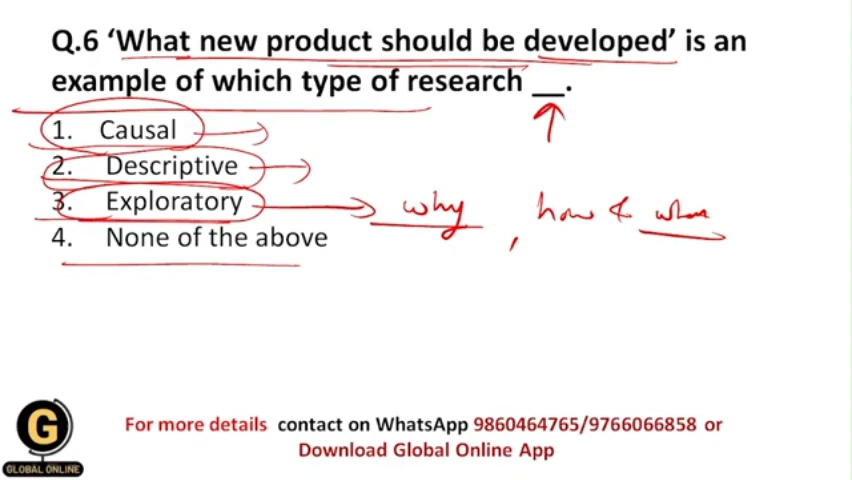 Q.6 ‘What new product should be developed’ is an
example of which type of research __.
1. Causal
2. Descriptive
3. Exploratory
why, how &
4. None of the above
G
GLOBAL ONLINE
For more details contact on WhatsApp 9860464765/9766066858 or
Download Global Online App